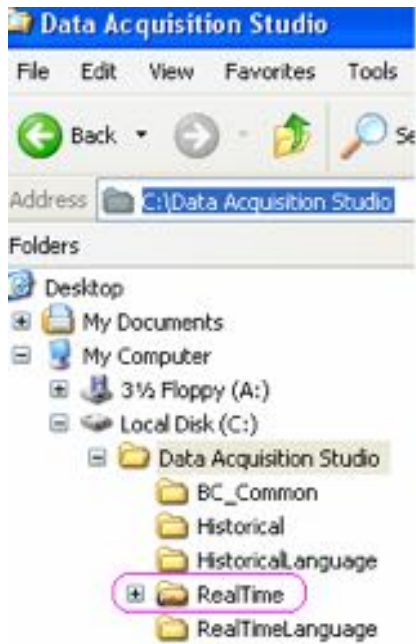 Data Acquisition Studio
File Edit View Favorites Tools
Back
Address C:\Data Acquisition Studio
Folders
Desktop
My Documents
My Computer
3½ Floppy (A:)
Local Disk (C:)
Data Acquisition Studio
BC_Common
Historical
HistoricalLanguage
RealTime
RealTimeLanguage